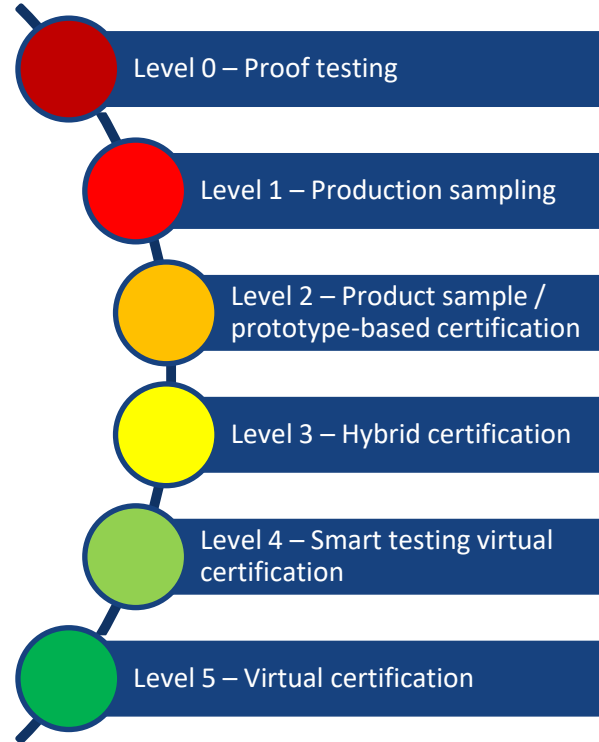 Level 0 – Proof testing
Level 1 – Production sampling
Level 2 – Product sample /
prototype-based certification
Level 3 – Hybrid certification
Level 4 – Smart testing virtual
certification
Level 5 – Virtual certification